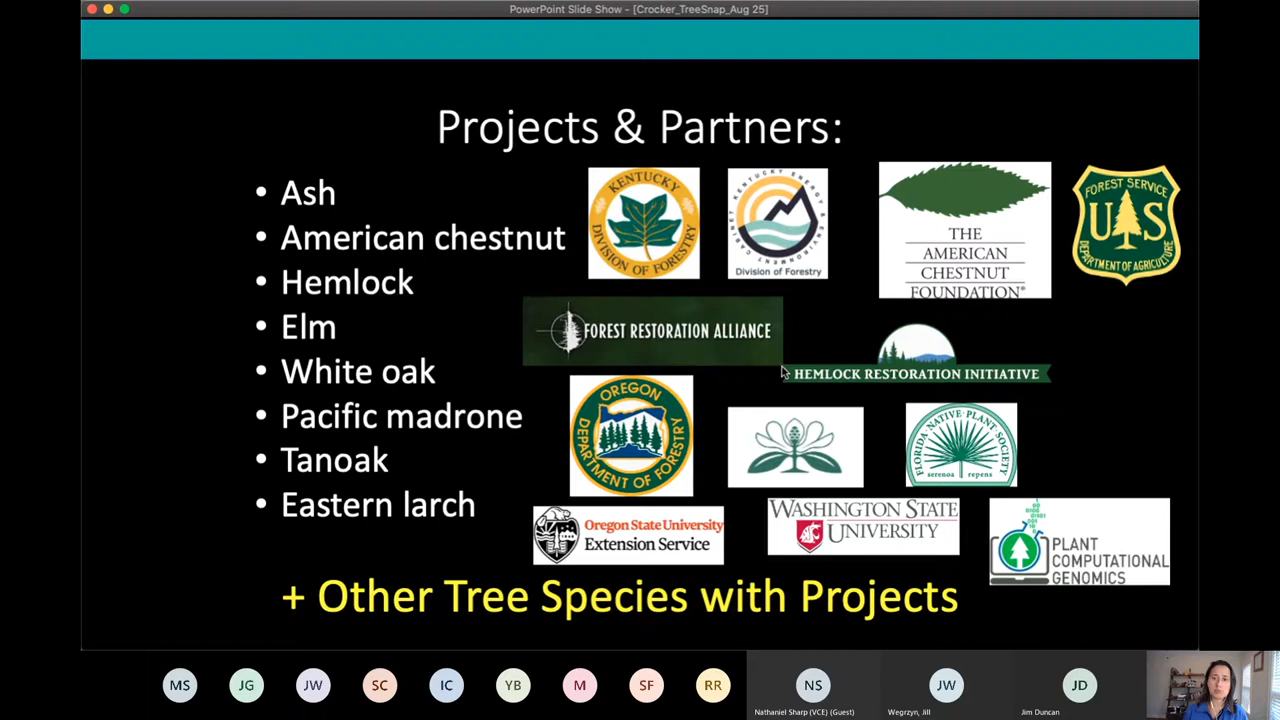 PowerPoint Slide Show - [Crocker_TreeSnap_Aug 25]
Projects & Partners:
• Ash
• American chestnut
• Hemlock
• Elm
• White oak
• Pacific madrone
• Tanoak
• Eastern larch
KENTUCKY
DIVISION OF FORESTRY
KENTUCKY ENERGY & ENVIRONMENT CABINET
Division of Forestry
THE
AMERICAN
CHESTNUT
FOUNDATION®
FOREST SERVICE
U S
DEPARTMENT OF AGRICULTURE
FOREST RESTORATION ALLIANCE
HEMLOCK RESTORATION INITIATIVE
OREGON
DEPARTMENT OF FORESTRY
FLORIDA NATIVE PLANT SOCIETY
serenoa repens
Oregon State University
Extension Service
WASHINGTON STATE
UNIVERSITY
PLANT
COMPUTATIONAL
GENOMICS
+ Other Tree Species with Projects
MS
JG
JW
SC
IC
YB
M
SF
RR
NS
JW
JD
Nathaniel Sharp (VCE) (Guest)
Wegrzyn, Jill
Jim Duncan